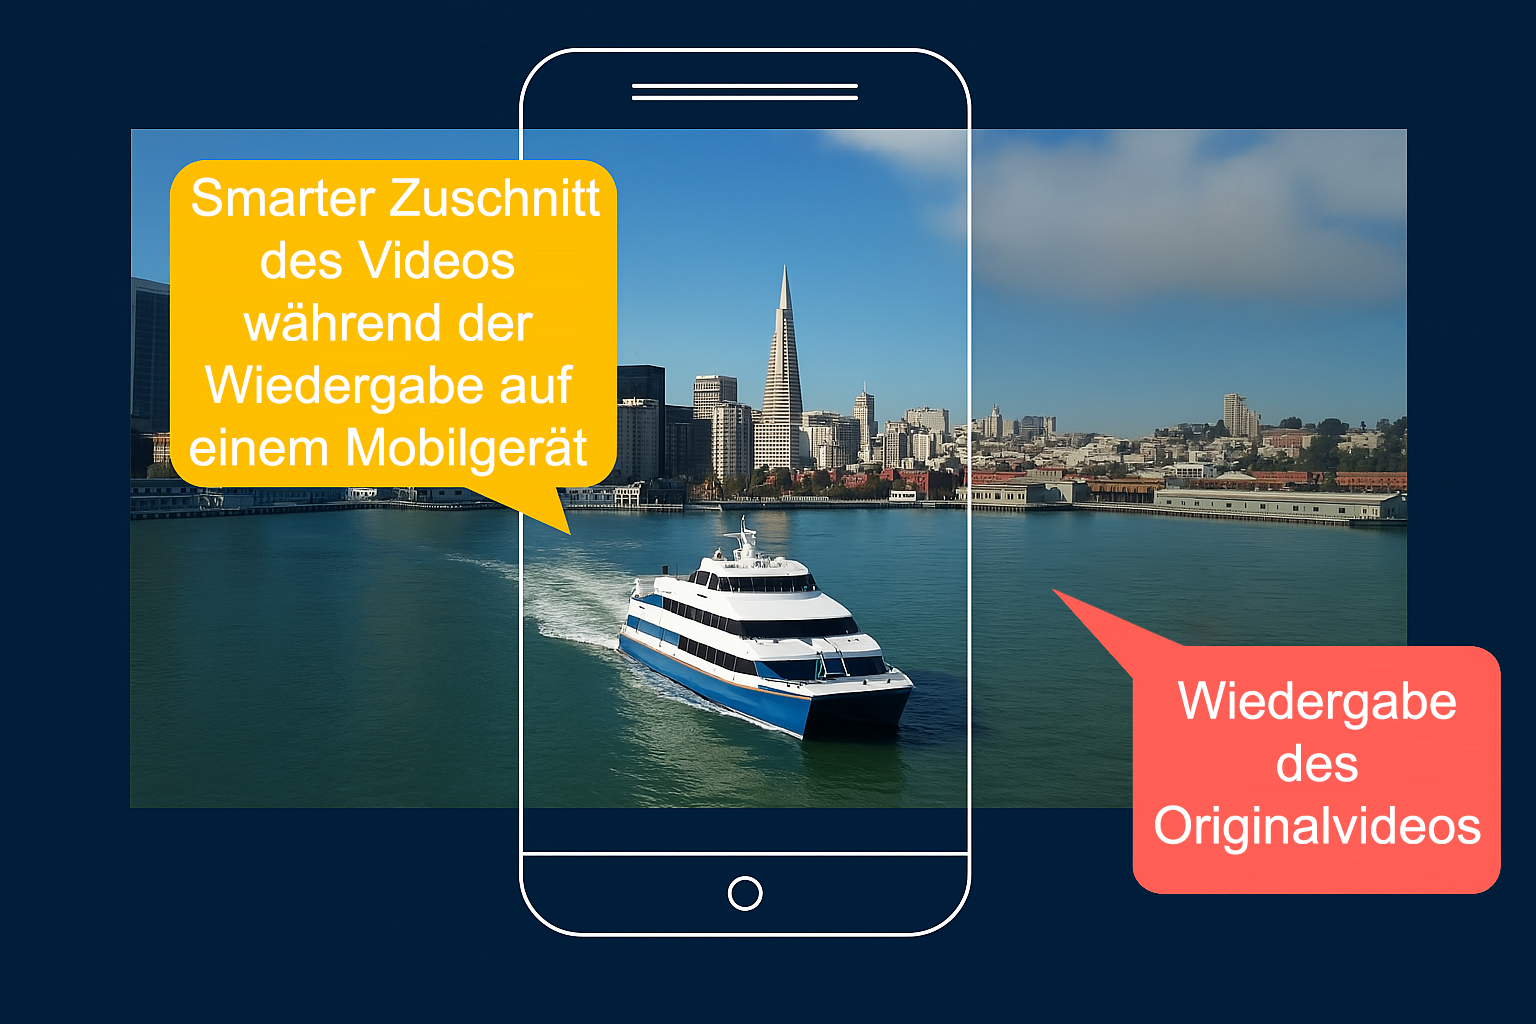 Smarter Zuschnitt
des Videos
während der
Wiedergabe auf
einem Mobilgerät
Wiedergabe
des
Originalvideos